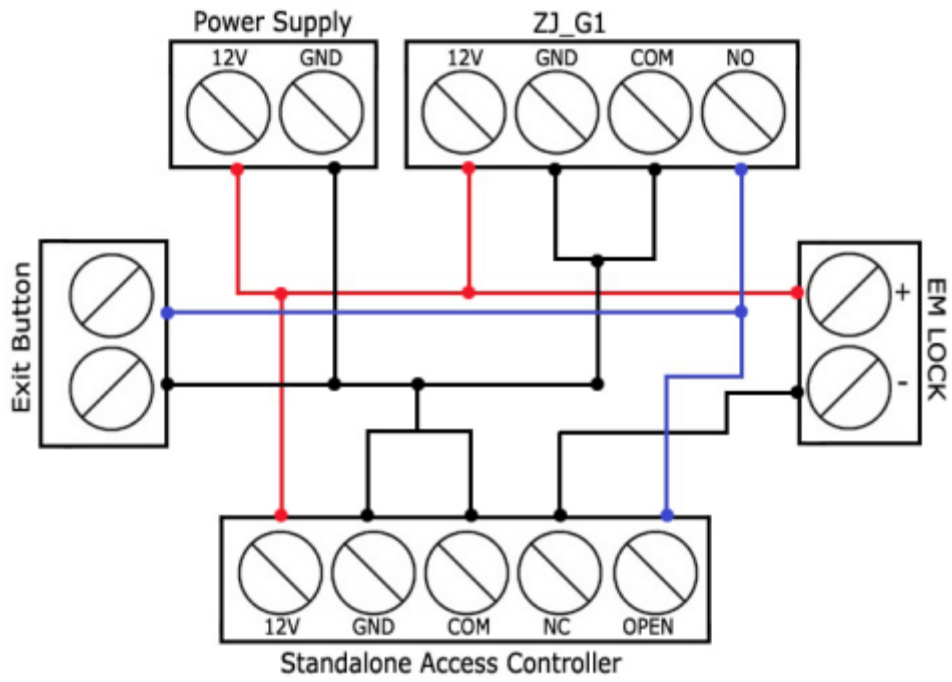 Power Supply
12V GND
ZJ_G1
12V GND COM NO
Exit Button
+
-
EM LOCK
12V GND COM NC OPEN
Standalone Access Controller